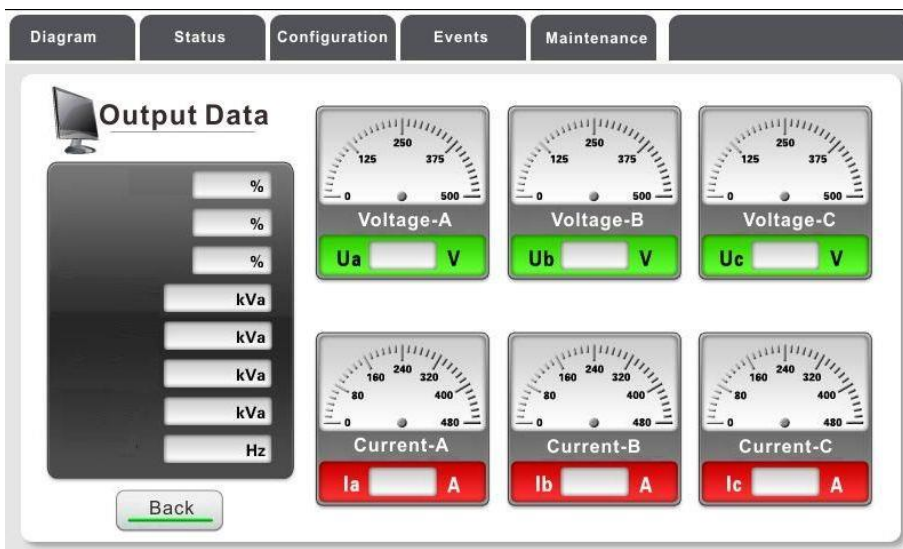 Diagram Status Configuration Events Maintenance
Output Data
%
%
%
kVa
kVa
kVa
kVa
Hz
Back
0 125 250 375 500
Voltage-A
Ua V
0 125 250 375 500
Voltage-B
Ub V
0 125 250 375 500
Voltage-C
Uc V
0 80 160 240 320 400 480
Current-A
Ia A
0 80 160 240 320 400 480
Current-B
Ib A
0 80 160 240 320 400 480
Current-C
Ic A